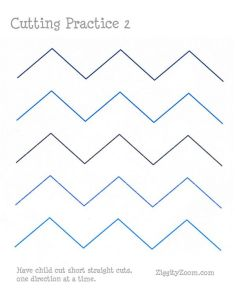 Cutting Practice 2
Have child cut short straight cuts,
one direction at a time.
ZiggityZoom.com